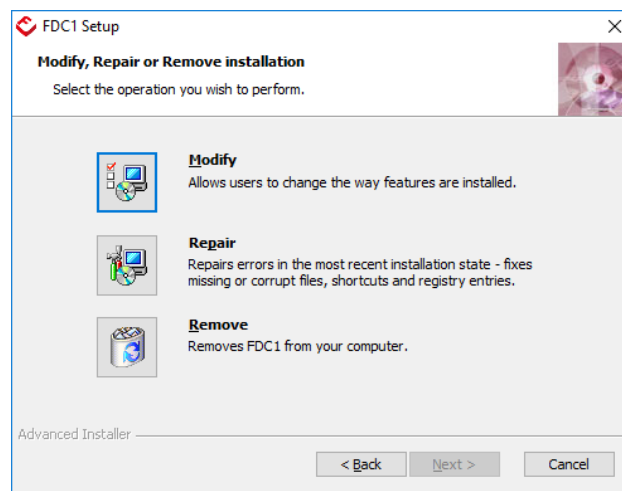 FDC1 Setup
Modify, Repair or Remove installation
Select the operation you wish to perform.
Modify
Allows users to change the way features are installed.
Repair
Repairs errors in the most recent installation state - fixes
missing or corrupt files, shortcuts and registry entries.
Remove
Removes FDC1 from your computer.
Advanced Installer
< Back
Next >
Cancel